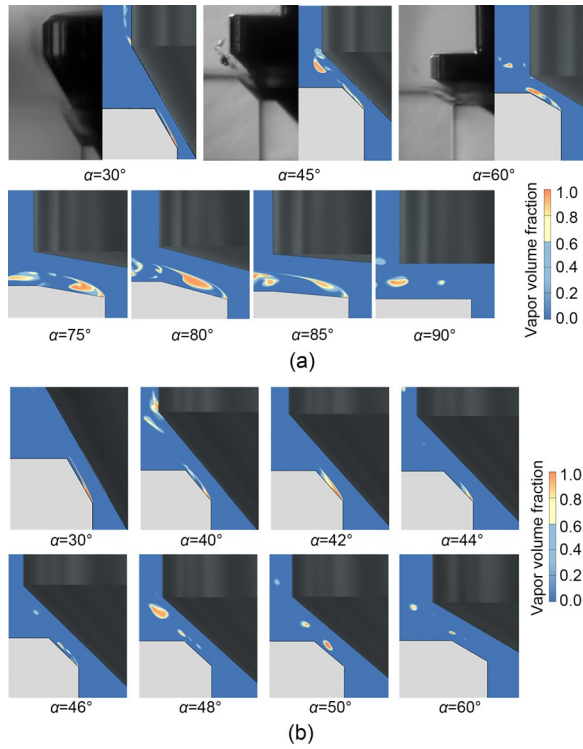 α=30°
α=45°
α=60°
α=75°
α=80°
α=85°
α=90°
Vapor volume fraction
1.0
0.8
0.6
0.4
0.2
0.0
(a)
α=30°
α=40°
α=42°
α=44°
α=46°
α=48°
α=50°
α=60°
Vapor volume fraction
1.0
0.8
0.6
0.4
0.2
0.0
(b)